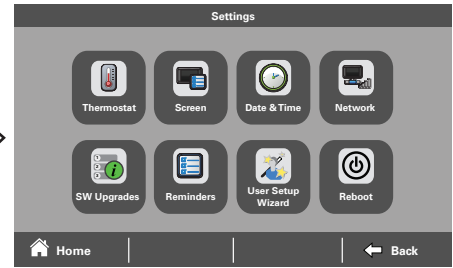 Settings
Thermostat
Screen
Date & Time
Network
SW Upgrades
Reminders
User Setup
Wizard
Reboot
Home
Back